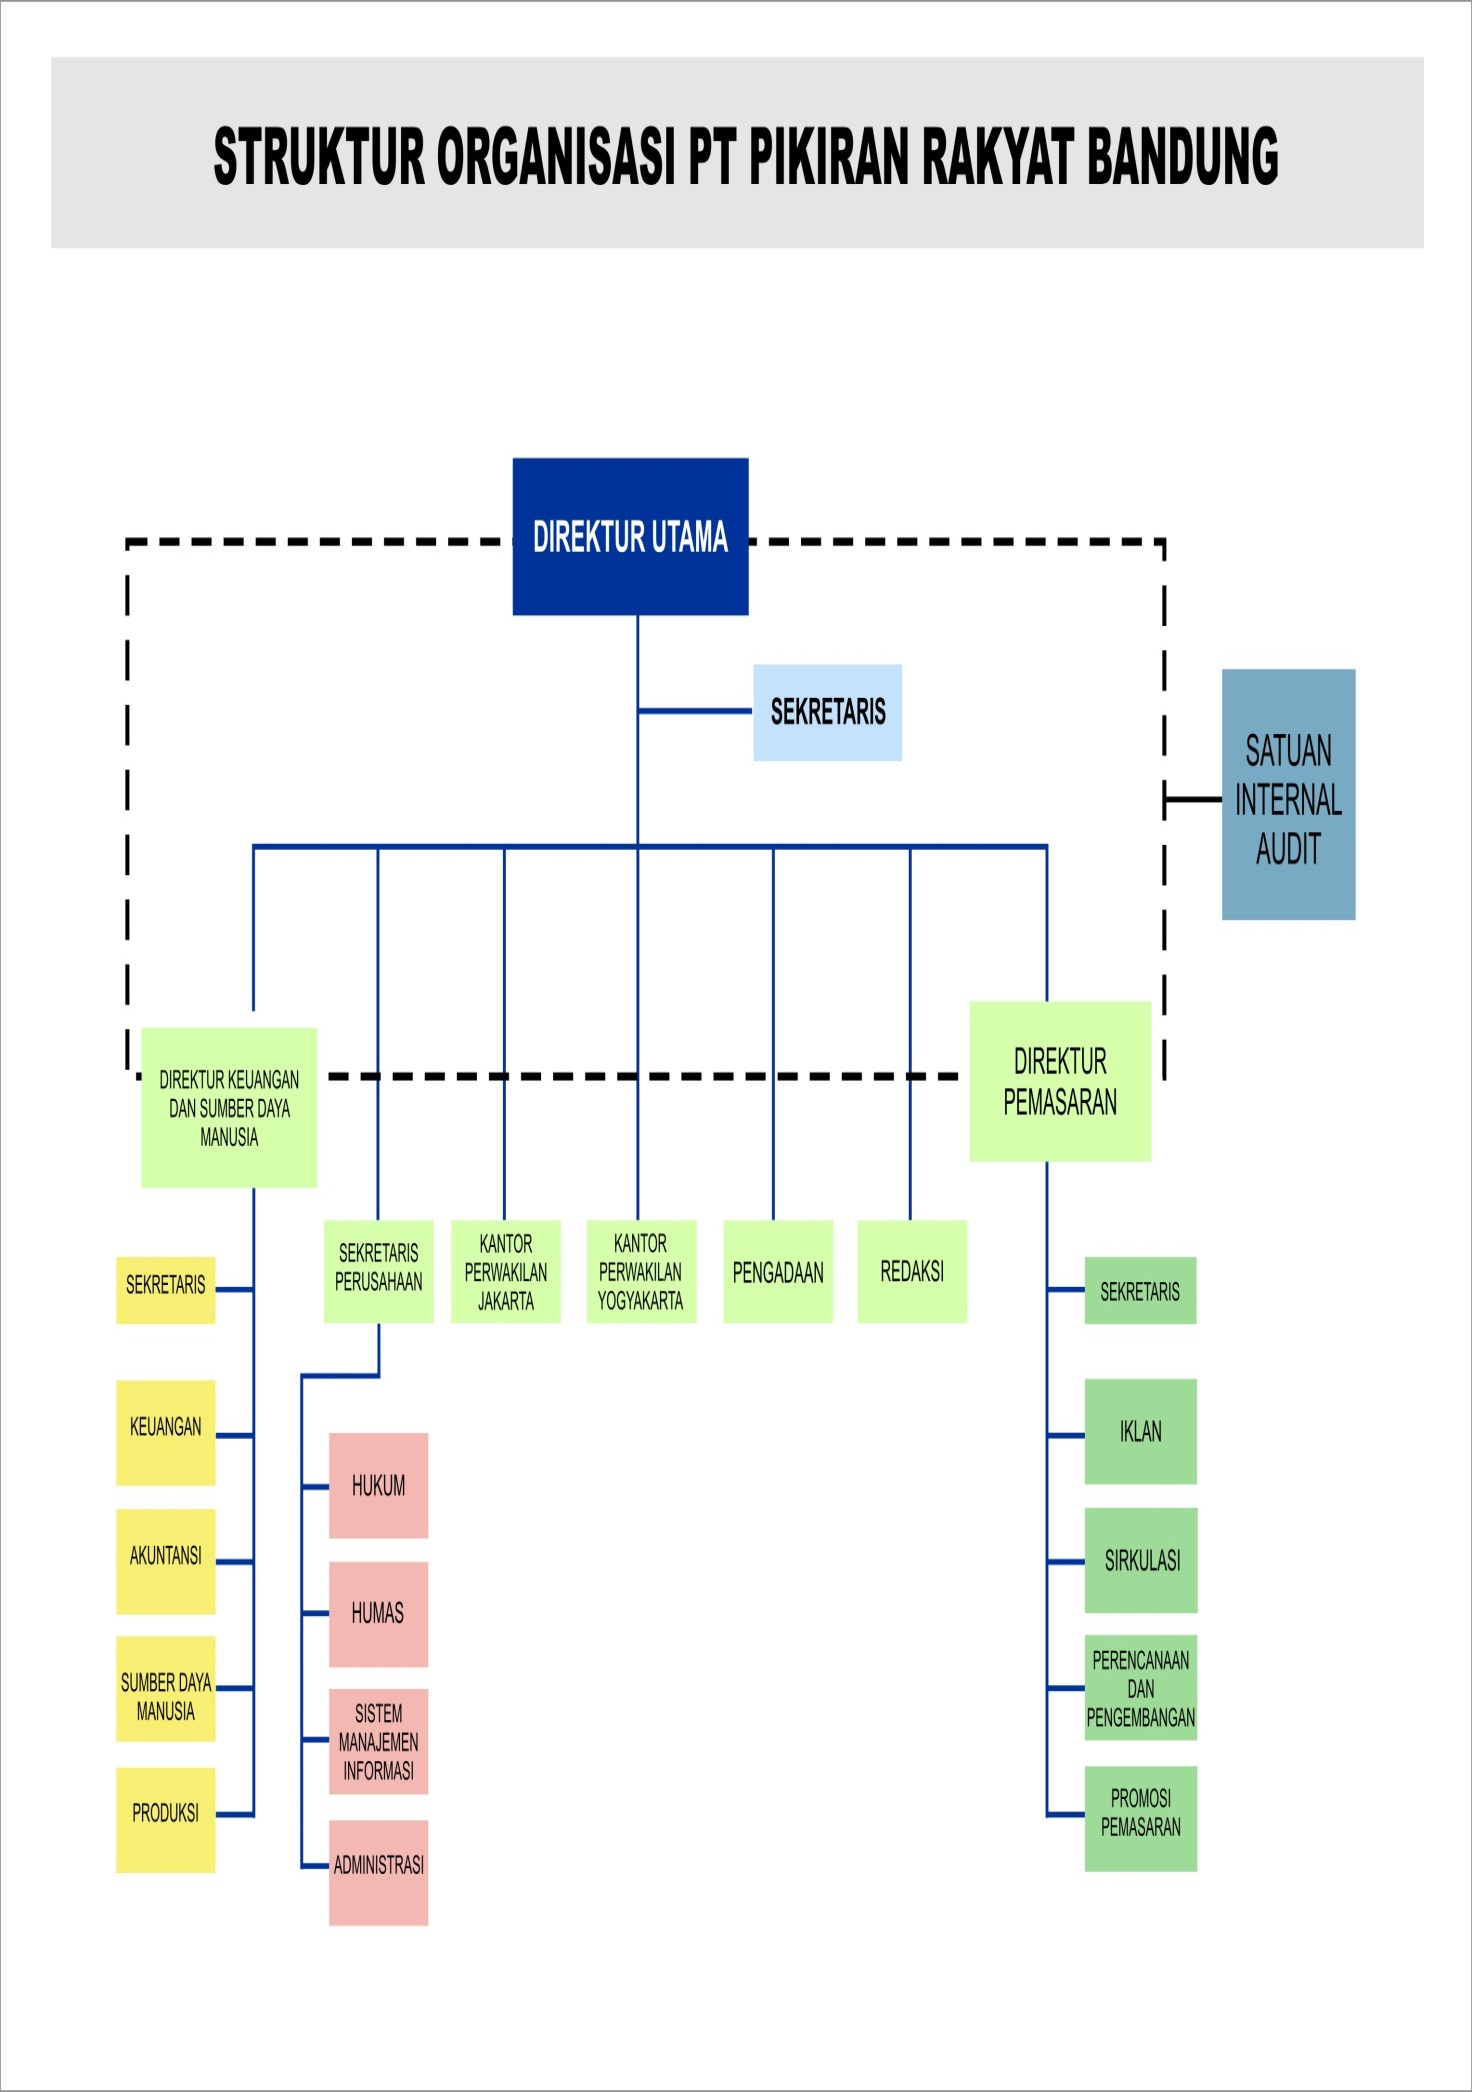 STRUKTUR ORGANISASI PT PIKIRAN RAKYAT BANDUNG
DIREKTUR UTAMA
SEKRETARIS
SATUAN
INTERNAL
AUDIT
DIREKTUR KEUANGAN
DAN SUMBER DAYA
MANUSIA
DIREKTUR
PEMASARAN
SEKRETARIS
PERUSAHAAN
KANTOR
PERWAKILAN
JAKARTA
KANTOR
PERWAKILAN
YOGYAKARTA
PENGADAAN
REDAKSI
SEKRETARIS
KEUANGAN
AKUNTANSI
SUMBER DAYA
MANUSIA
PRODUKSI
HUKUM
HUMAS
SISTEM
MANAJEMEN
INFORMASI
ADMINISTRASI
SEKRETARIS
IKLAN
SIRKULASI
PERENCANAAN
DAN
PENGEMBANGAN
PROMOSI
PEMASARAN